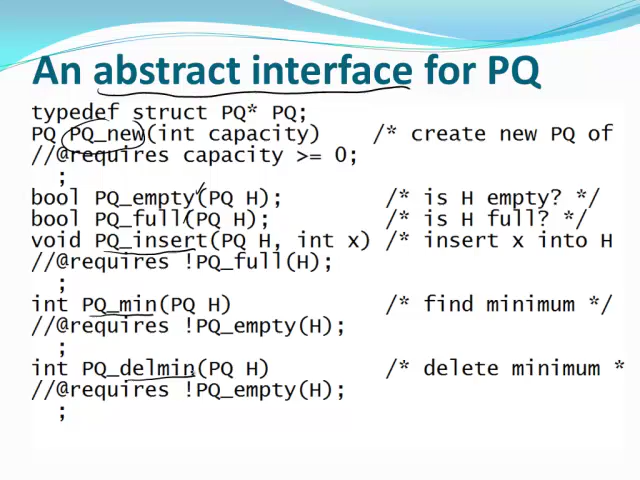 An abstract interface for PQ
typedef struct PQ* PQ;
PQ PQ_new(int capacity) /* create new PQ of
//@requires capacity >= 0;
;
bool PQ_empty(PQ H); /* is H empty? */
bool PQ_full(PQ H); /* is H full? */
void PQ_insert(PQ H, int x) /* insert x into H
//@requires !PQ_full(H);
;
int PQ_min(PQ H) /* find minimum */
//@requires !PQ_empty(H);
;
int PQ_delmin(PQ H) /* delete minimum *
//@requires !PQ_empty(H);
;